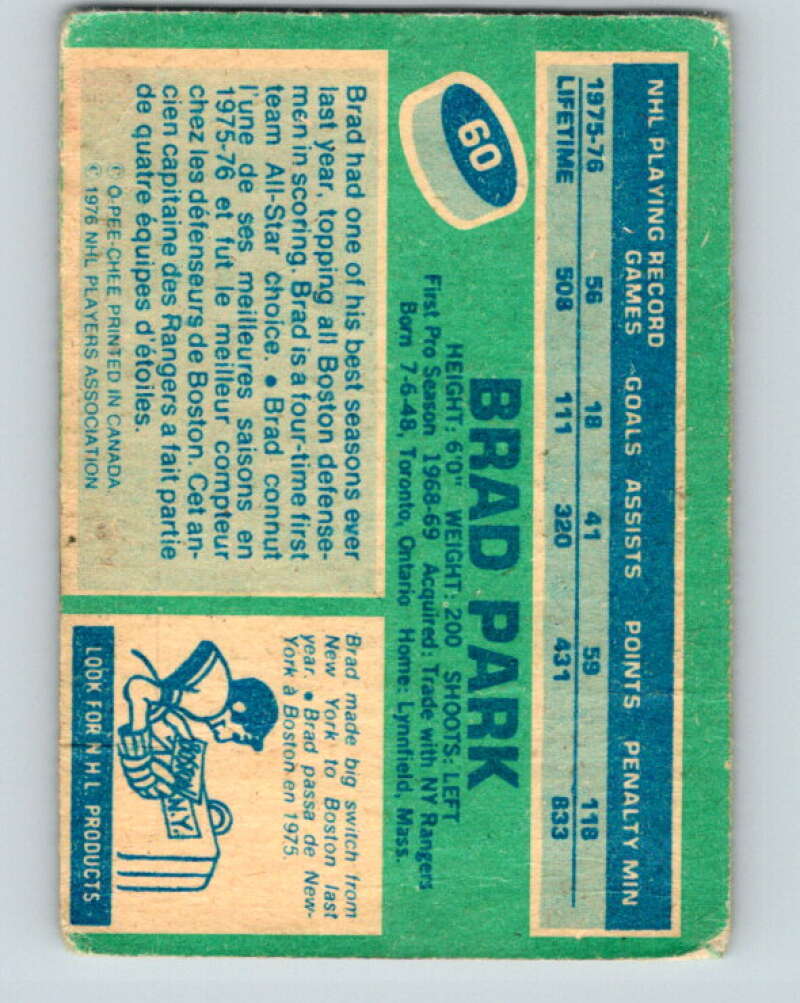 NHL PLAYING RECORD
GAMES GOALS ASSISTS POINTS PENALTY MIN
1975-76 56 18 41 59 118
LIFETIME 508 111 320 431 833
60
BRAD PARK
HEIGHT: 6'0" WEIGHT: 200 SHOOTS: LEFT
First Pro Season 1968-69 Acquired: Trade with NY Rangers
Born 7-6-48, Toronto, Ontario Home: Lynnfield, Mass.
Brad had one of his best seasons ever
last year, topping all Boston defense-
men in scoring. Brad is a four-time first
team All-Star choice. • Brad connut
l'une de ses meilleures saisons en
1975-76 et fut le meilleur compteur
chez les défenseurs de Boston. Cet an-
cien capitaine des Rangers a fait partie
de quatre équipes d'étoiles.
© O-PEE-CHEE PRINTED IN CANADA
© 1976 NHL PLAYERS ASSOCIATION
Brad made big switch from
New York to Boston last
year. • Brad passa de New-
York à Boston en 1975.
BOSTON
N.Y.
LOOK FOR N.H.L. PRODUCTS